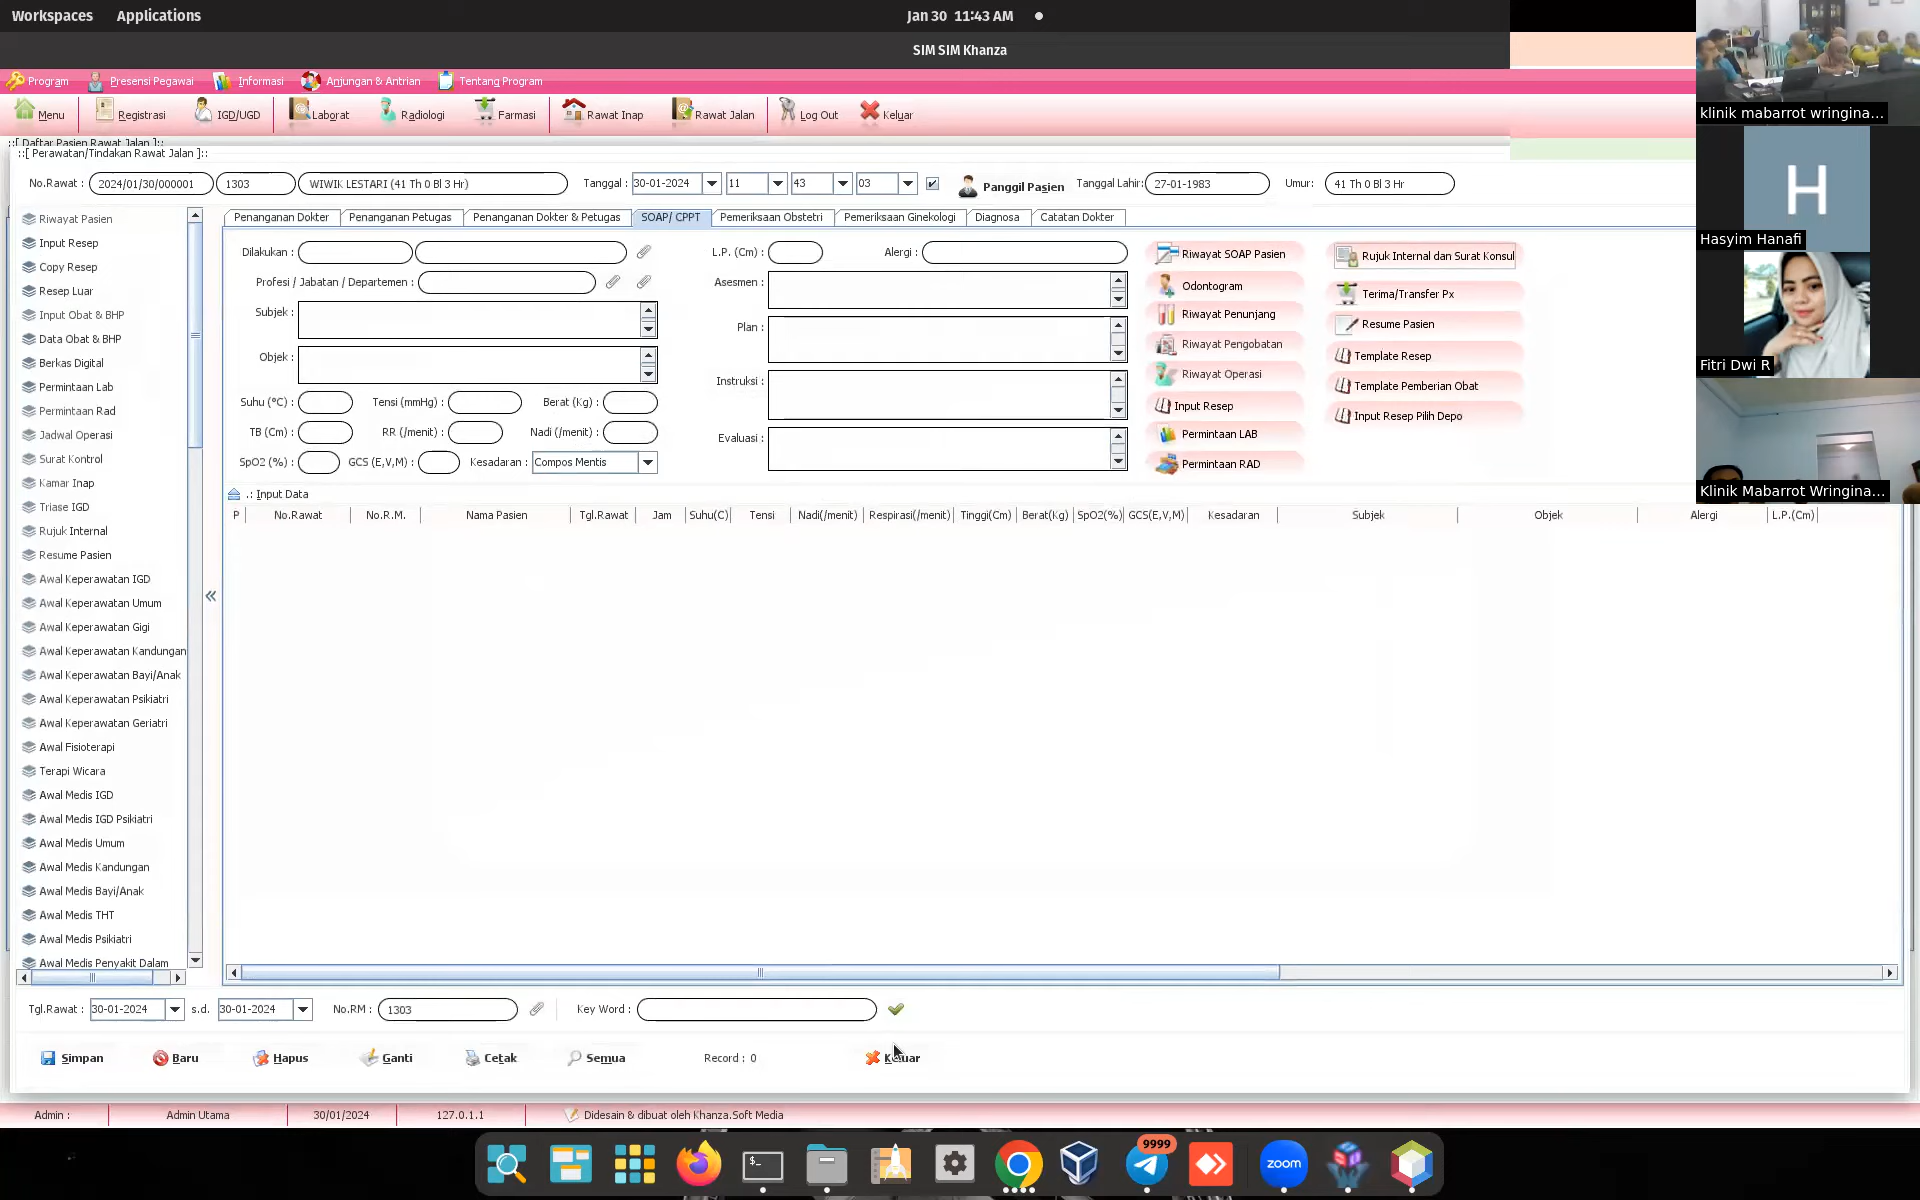 Workspaces Applications Jan 30 11:43 AM
SIM SIM Khanza
Program Presensi Pegawai Informasi Anjungan & Antrian Tentang Program
Menu Registrasi IGD/UGD Laborat Radiologi Farmasi Rawat Inap Rawat Jalan Log Out Keluar
::[ Daftar Pasien Rawat Jalan ]::
::[ Perawatan/Tindakan Rawat Jalan ]::
No.Rawat : 2024/01/30/000001 1303 WIWIK LESTARI (41 Th 0 Bl 3 Hr) Tanggal : 30-01-2024 11 43 03 Panggil Pasien Tanggal Lahir: 27-01-1983 Umur: 41 Th 0 Bl 3 Hr
Penanganan Dokter Penanganan Petugas Penanganan Dokter & Petugas SOAP/ CPPT Pemeriksaan Obstetri Pemeriksaan Ginekologi Diagnosa Catatan Dokter
Riwayat Pasien
Input Resep
Copy Resep
Resep Luar
Input Obat & BHP
Data Obat & BHP
Berkas Digital
Permintaan Lab
Permintaan Rad
Jadwal Operasi
Surat Kontrol
Kamar Inap
Triase IGD
Rujuk Internal
Resume Pasien
Awal Keperawatan IGD
Awal Keperawatan Umum
Awal Keperawatan Gigi
Awal Keperawatan Kandungan
Awal Keperawatan Bayi/Anak
Awal Keperawatan Psikiatri
Awal Keperawatan Geriatri
Awal Fisioterapi
Terapi Wicara
Awal Medis IGD
Awal Medis IGD Psikiatri
Awal Medis Umum
Awal Medis Kandungan
Awal Medis Bayi/Anak
Awal Medis THT
Awal Medis Psikiatri
Awal Medis Penyakit Dalam
Dilakukan :
Profesi / Jabatan / Departemen :
Subjek :
Objek :
Suhu (°C) : Tensi (mmHg) : Berat (Kg) :
TB (Cm) : RR (/menit) : Nadi (/menit) :
SpO2 (%) : GCS (E,V,M) : Kesadaran : Compos Mentis
L.P. (Cm) : Alergi :
Asesmen :
Plan :
Instruksi :
Evaluasi :
Riwayat SOAP Pasien
Odontogram
Riwayat Penunjang
Riwayat Pengobatan
Riwayat Operasi
Input Resep
Permintaan LAB
Permintaan RAD
Rujuk Internal dan Surat Konsul
Terima/Transfer Px
Resume Pasien
Template Resep
Template Pemberian Obat
Input Resep Pilih Depo
.: Input Data
P No.Rawat No.R.M. Nama Pasien Tgl.Rawat Jam Suhu(C) Tensi Nadi(/menit) Respirasi(/menit) Tinggi(Cm) Berat(Kg) SpO2(%) GCS(E,V,M) Kesadaran Subjek Objek Alergi L.P.(Cm)
Tgl.Rawat : 30-01-2024 s.d. 30-01-2024 No.RM : 1303 Key Word :
Simpan Baru Hapus Ganti Cetak Semua Record : 0 Keluar
Admin : Admin Utama 30/01/2024 127.0.1.1 Didesain & dibuat oleh Khanza.Soft Media
klinik mabarrot wringina...
H
Hasyim Hanafi
Fitri Dwi R
Klinik Mabarrot Wringina...
$_
9999
zoom